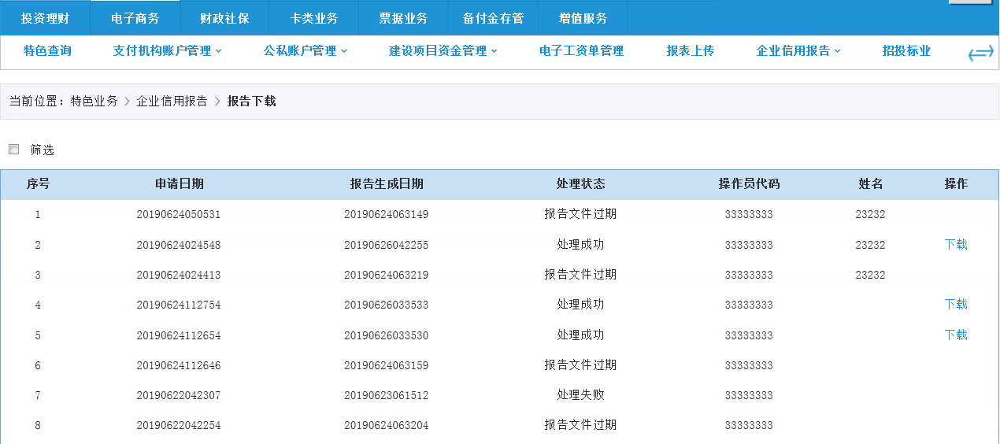 投资理财 电子商务 财政社保 卡类业务 票据业务 备付金存管 增值服务
特色查询 支付机构账户管理 公私账户管理 建设项目资金管理 电子工资单管理 报表上传 企业信用报告 招投标业
当前位置：特色业务 > 企业信用报告 > 报告下载
筛选
序号 申请日期 报告生成日期 处理状态 操作员代码 姓名 操作
1 20190624050531 20190624063149 报告文件过期 33333333 23232
2 20190624024548 20190626042255 处理成功 33333333 23232 下载
3 20190624024413 20190624063219 报告文件过期 33333333 23232
4 20190624112754 20190626033533 处理成功 33333333 下载
5 20190624112654 20190626033530 处理成功 33333333 下载
6 20190624112646 20190624063159 报告文件过期 33333333
7 20190622042307 20190623061512 处理失败 33333333
8 20190622042254 20190624063204 报告文件过期 33333333